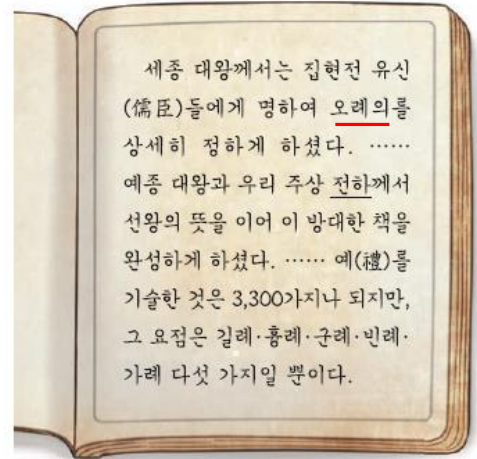 세종 대왕께서는 집현전 유신
(儒臣)들에게 명하여 오례의를
상세히 정하게 하셨다. ……
예종 대왕과 우리 주상 전하께서
선왕의 뜻을 이어 이 방대한 책을
완성하게 하셨다. …… 예(禮)를
기술한 것은 3,300가지나 되지만,
그 요점은 길례·흉례·군례·빈례·
가례 다섯 가지일 뿐이다.